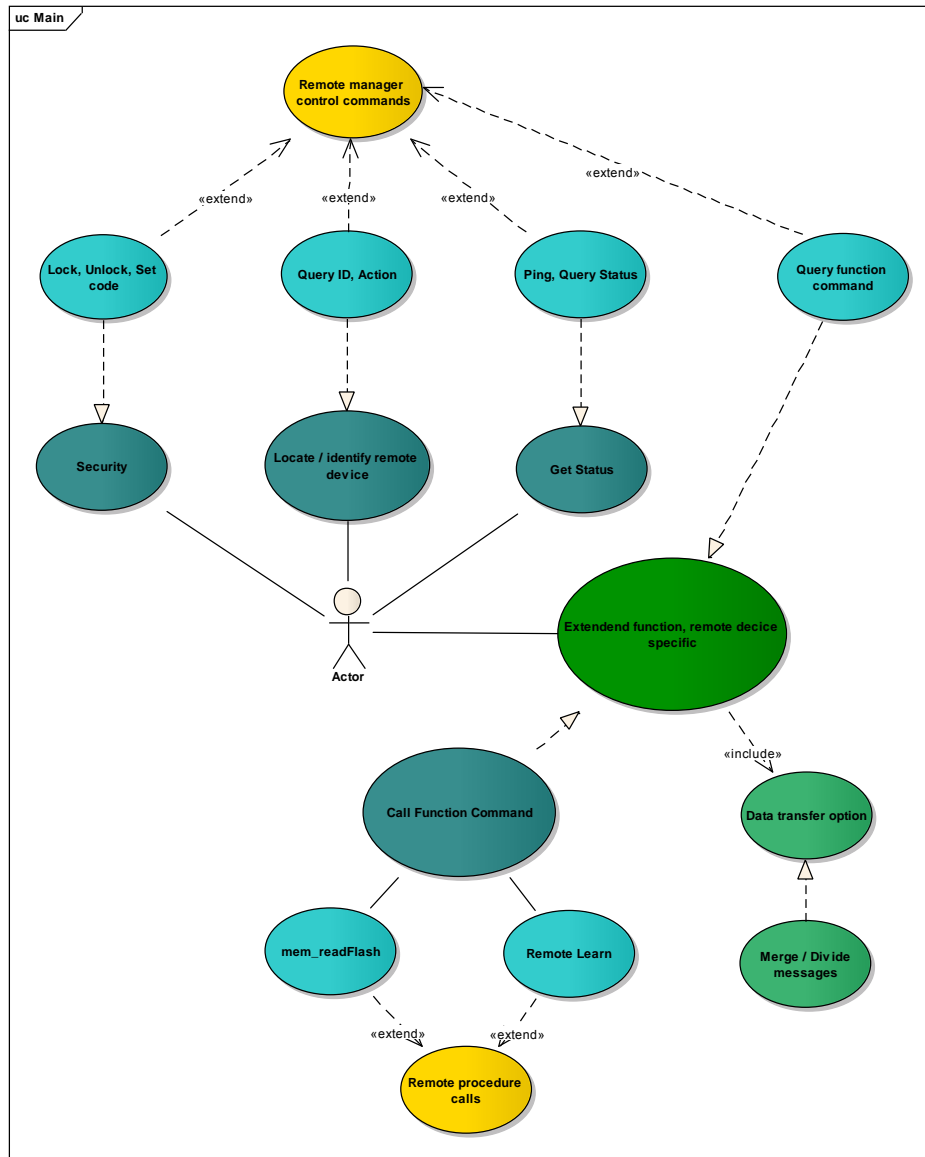 uc Main
Remote manager
control commands
«extend»
«extend»
«extend»
«extend»
Lock, Unlock, Set
code
Query ID, Action
Ping, Query Status
Query function
command
Security
Locate / identify remote
device
Get Status
Actor
Extendend function, remote decice
specific
«include»
Call Function Command
Data transfer option
mem_readFlash
Remote Learn
Merge / Divide
messages
«extend»
«extend»
Remote procedure
calls